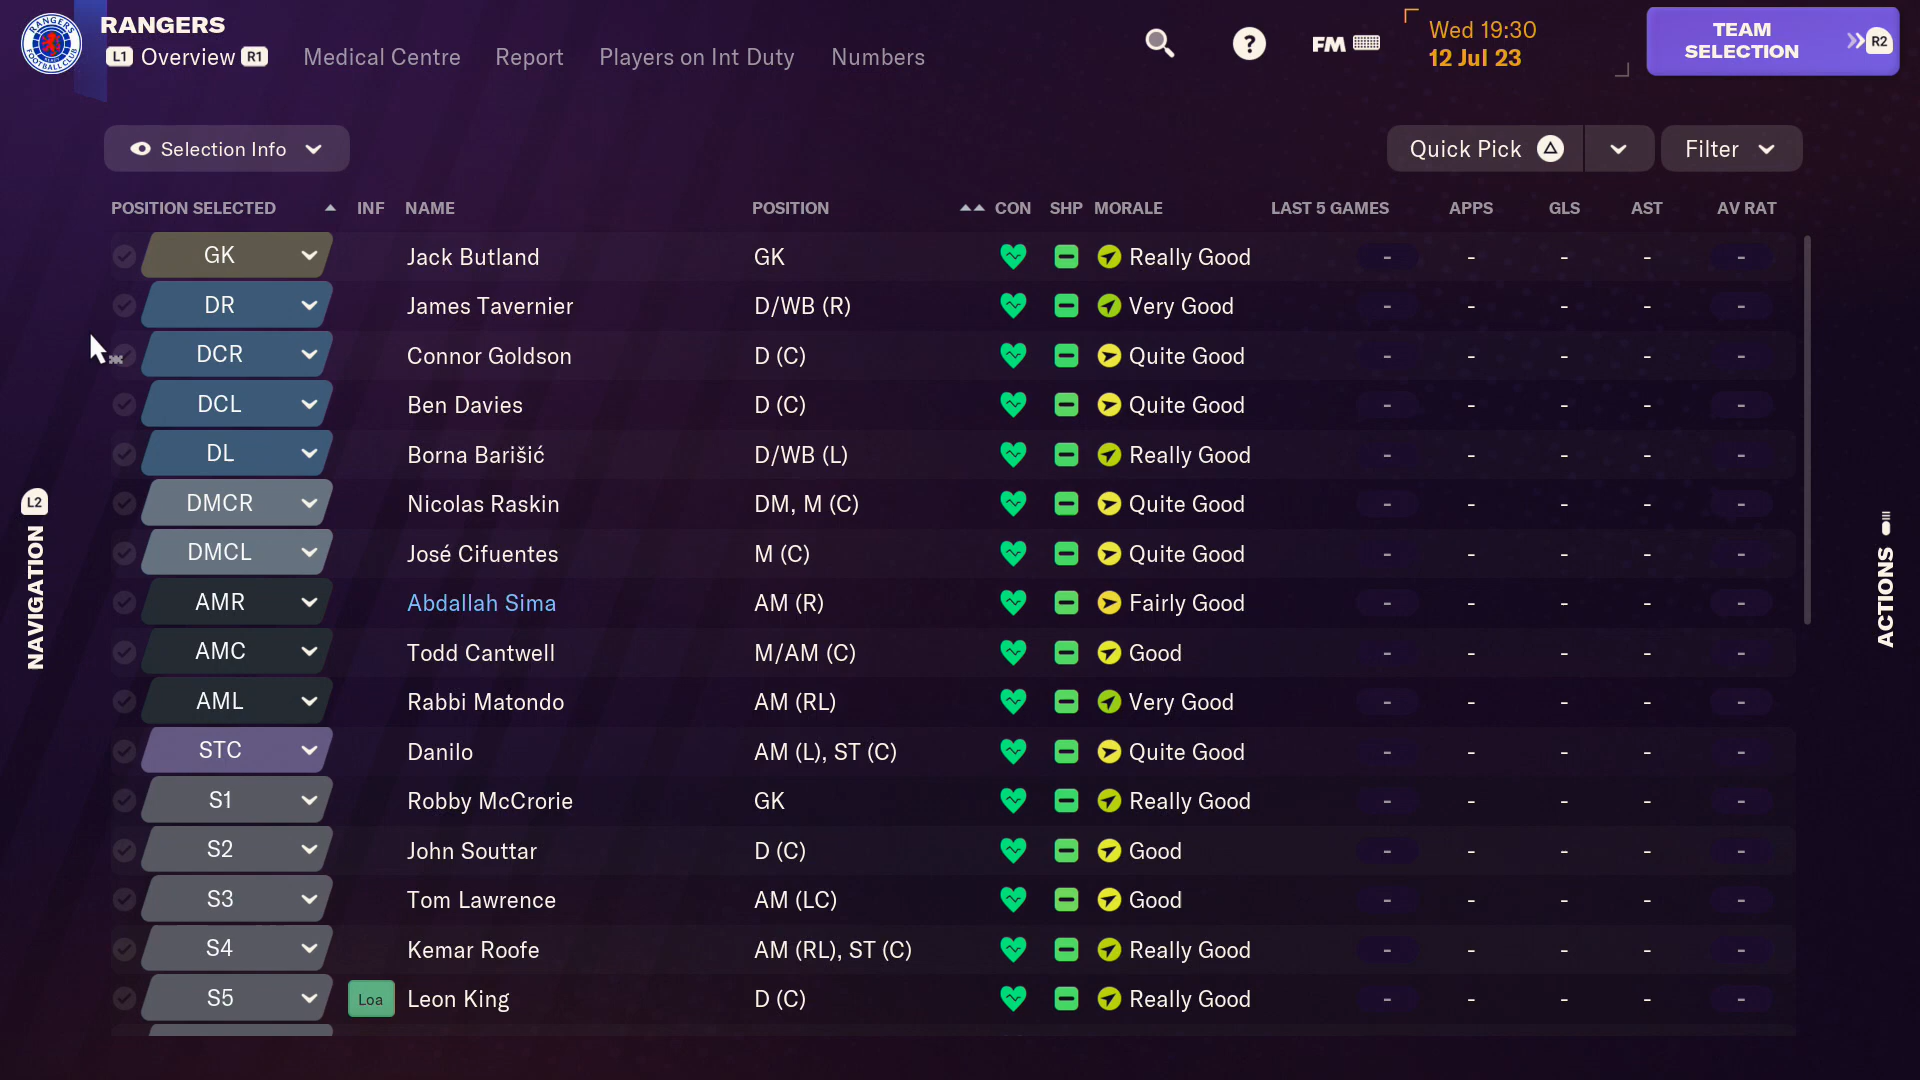 RANGERS
L1 Overview R1 Medical Centre Report Players on Int Duty Numbers
? FM
Wed 19:30
12 Jul 23
TEAM SELECTION R2
Selection Info
Quick Pick Filter
POSITION SELECTED INF NAME POSITION CON SHP MORALE LAST 5 GAMES APPS GLS AST AV RAT
GK Jack Butland GK Really Good - - - - -
DR James Tavernier D/WB (R) Very Good - - - - -
DCR Connor Goldson D (C) Quite Good - - - - -
DCL Ben Davies D (C) Quite Good - - - - -
DL Borna Barišić D/WB (L) Really Good - - - - -
DMCR Nicolas Raskin DM, M (C) Quite Good - - - - -
DMCL José Cifuentes M (C) Quite Good - - - - -
AMR Abdallah Sima AM (R) Fairly Good - - - - -
AMC Todd Cantwell M/AM (C) Good - - - - -
AML Rabbi Matondo AM (RL) Very Good - - - - -
STC Danilo AM (L), ST (C) Quite Good - - - - -
S1 Robby McCrorie GK Really Good - - - - -
S2 John Souttar D (C) Good - - - - -
S3 Tom Lawrence AM (LC) Good - - - - -
S4 Kemar Roofe AM (RL), ST (C) Really Good - - - - -
S5 Loa Leon King D (C) Really Good - - - - -
L2 NAVIGATION
ACTIONS
RANGERS
FOOTBALL CLUB